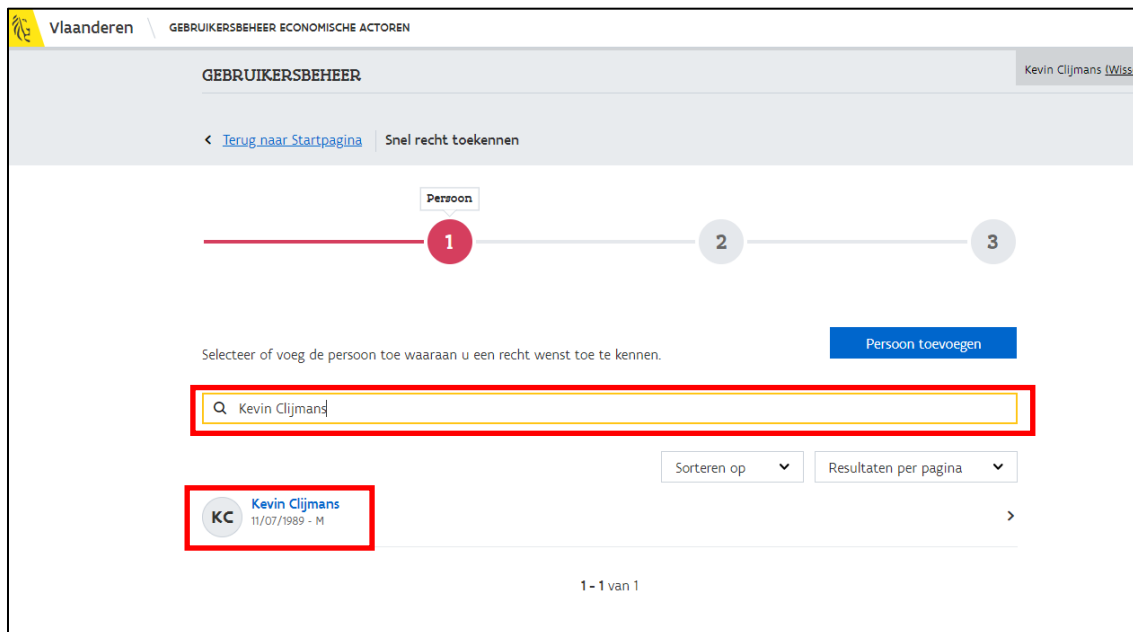 Vlaanderen GEBRUIKERSBEHEER ECONOMISCHE ACTOREN
GEBRUIKERSBEHEER
Kevin Clijmans (Wiss
Terug naar Startpagina Snel recht toekennen
Persoon
1 2 3
Persoon toevoegen
Selecteer of voeg de persoon toe waaraan u een recht wenst toe te kennen.
Kevin Clijmans
Sorteren op Resultaten per pagina
KC Kevin Clijmans
11/07/1989 - M
1 - 1 van 1